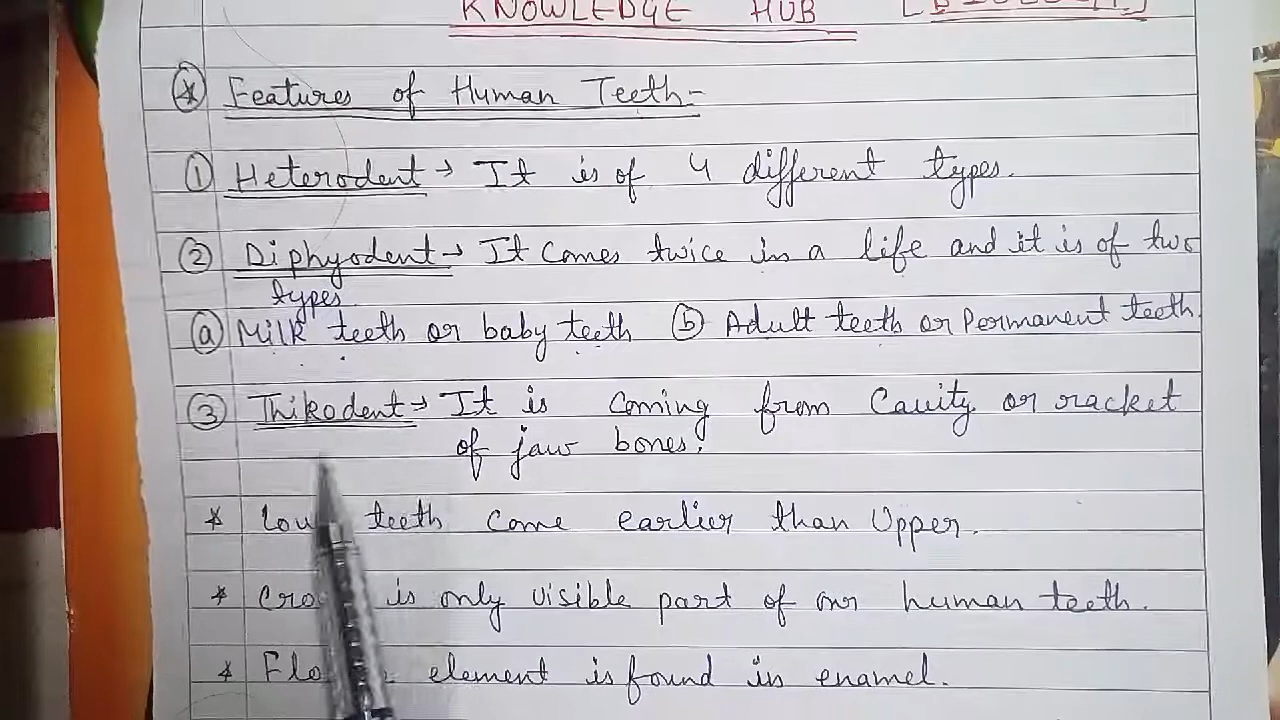 KNOWLEDGE HUB
Features of Human Teeth-
① Heterodent → It is of 4 different types.
② Diphyodent → It Comes twice in a life and it is of two
types.
ⓐ Milk teeth or baby teeth ⓑ Adult teeth or Permanent teeth.
③ Thikodent → It is coming from Cavity or racket
of jaw bones.
* teeth come earlier than Upper.
* is only visible part of our human teeth.
* element is found in enamel.